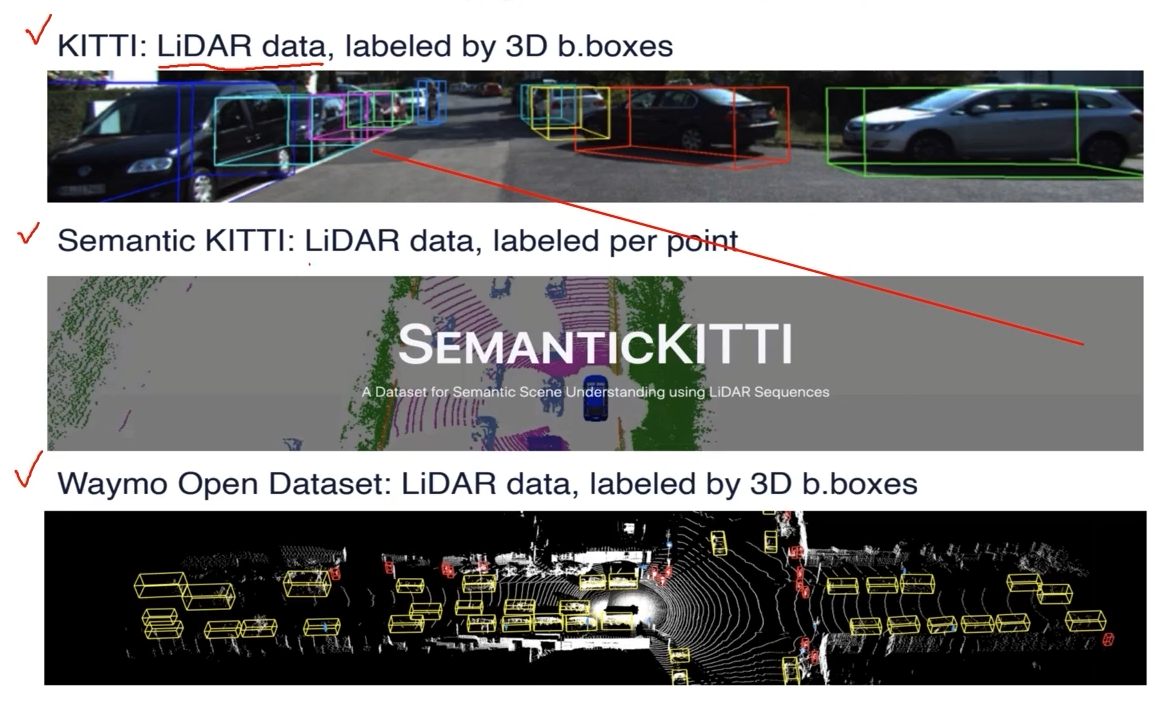 KITTI: LiDAR data, labeled by 3D b.boxes
Semantic KITTI: LiDAR data, labeled per point
SEMANTICKITTI
A Dataset for Semantic Scene Understanding using LiDAR Sequences
Waymo Open Dataset: LiDAR data, labeled by 3D b.boxes